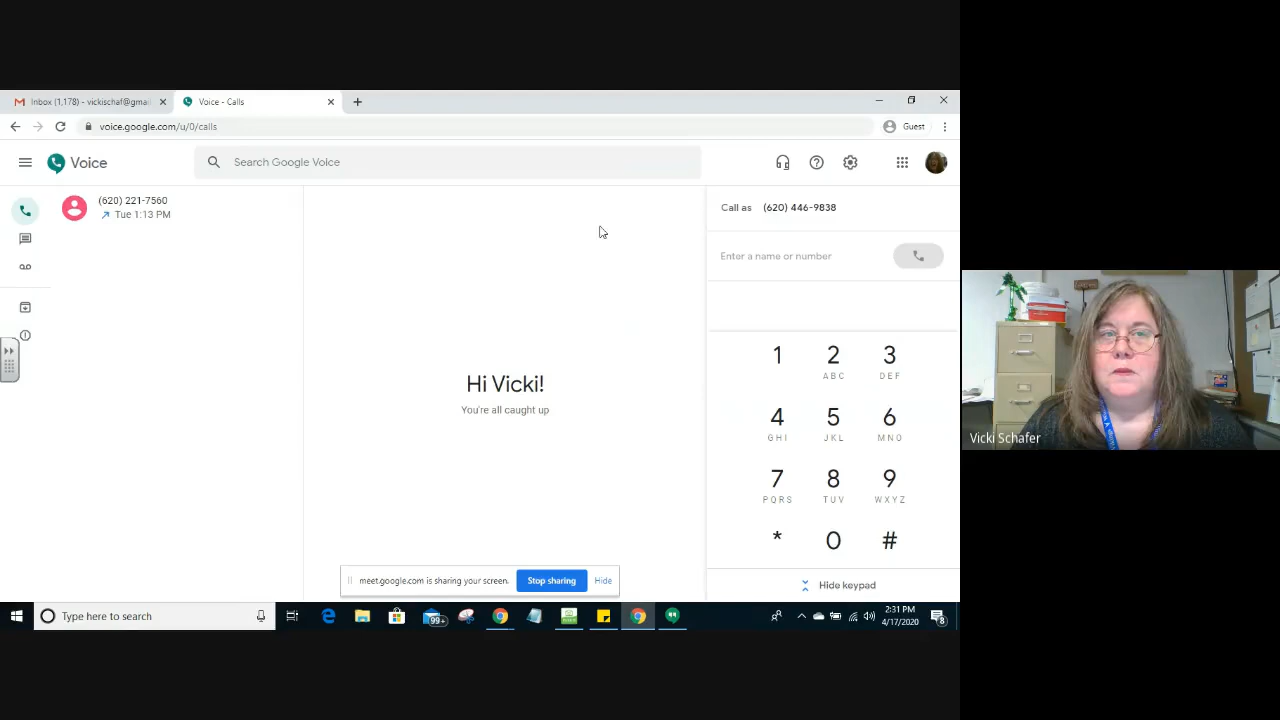 Inbox (1,178) - vickischaf@gmai
Voice - Calls
voice.google.com/u/0/calls
Guest
Voice
Search Google Voice
(620) 221-7560
Tue 1:13 PM
Call as (620) 446-9838
Enter a name or number
Hi Vicki!
You're all caught up
1 2 3
ABC DEF
4 5 6
GHI JKL MNO
7 8 9
PQRS TUV WXYZ
* 0 #
Hide keypad
meet.google.com is sharing your screen. Stop sharing Hide
Type here to search
99+
2:31 PM
4/17/2020
8
Vicki Schafer